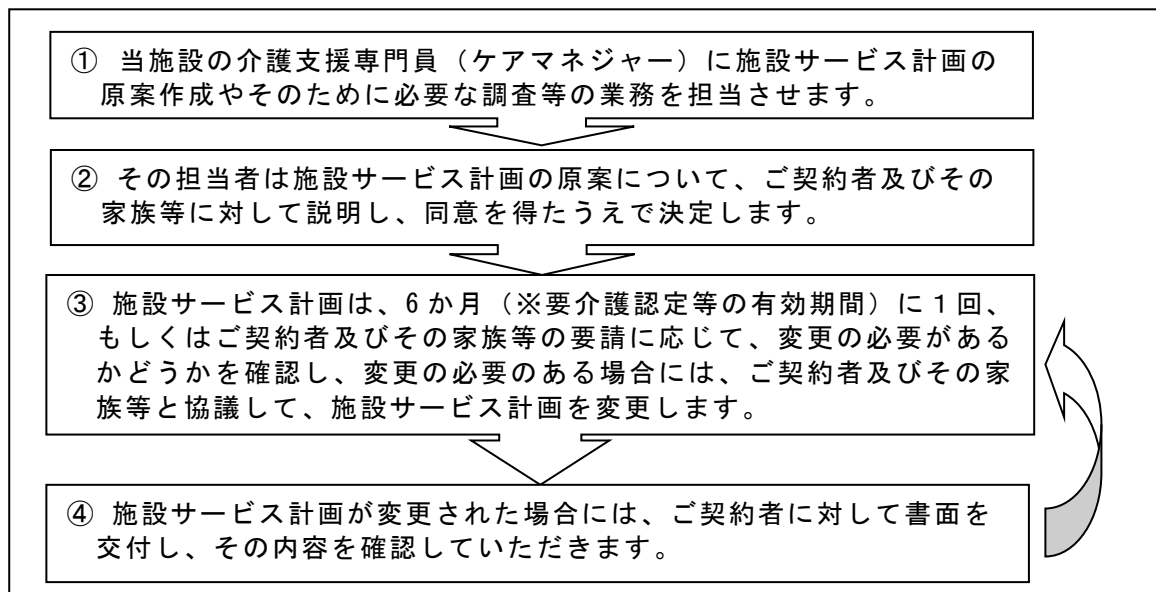 ① 当施設の介護支援専門員（ケアマネジャー）に施設サービス計画の
原案作成やそのために必要な調査等の業務を担当させます。
② その担当者は施設サービス計画の原案について、ご契約者及びその
家族等に対して説明し、同意を得たうえで決定します。
③ 施設サービス計画は、6か月（※要介護認定等の有効期間）に１回、
もしくはご契約者及びその家族等の要請に応じて、変更の必要がある
かどうかを確認し、変更の必要のある場合には、ご契約者及びその家
族等と協議して、施設サービス計画を変更します。
④ 施設サービス計画が変更された場合には、ご契約者に対して書面を
交付し、その内容を確認していただきます。